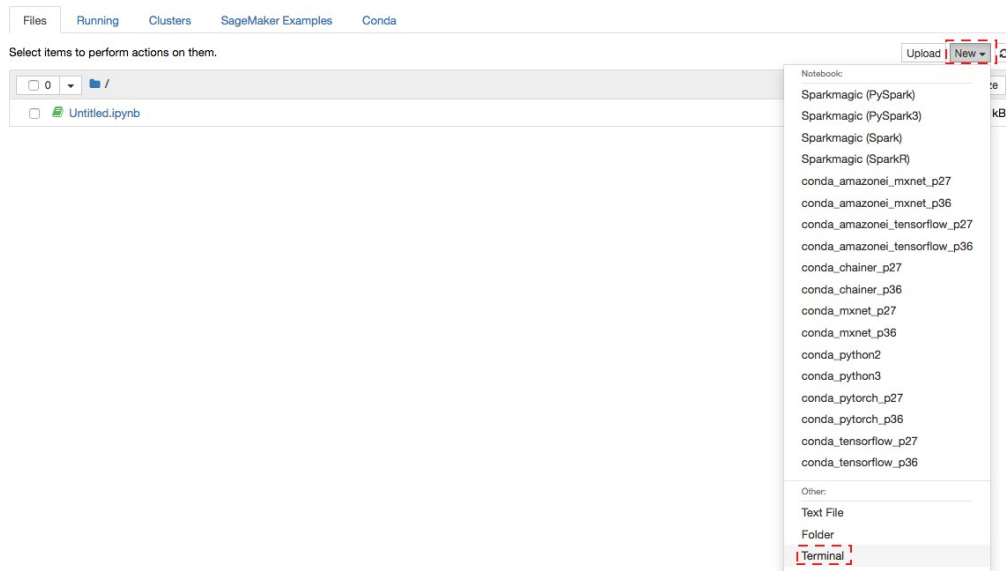 Files Running Clusters SageMaker Examples Conda
Select items to perform actions on them.
Upload New
0 /
Untitled.ipynb
kB
Notebook:
Sparkmagic (PySpark)
Sparkmagic (PySpark3)
Sparkmagic (Spark)
Sparkmagic (SparkR)
conda_amazonei_mxnet_p27
conda_amazonei_mxnet_p36
conda_amazonei_tensorflow_p27
conda_amazonei_tensorflow_p36
conda_chainer_p27
conda_chainer_p36
conda_mxnet_p27
conda_mxnet_p36
conda_python2
conda_python3
conda_pytorch_p27
conda_pytorch_p36
conda_tensorflow_p27
conda_tensorflow_p36
Other:
Text File
Folder
Terminal